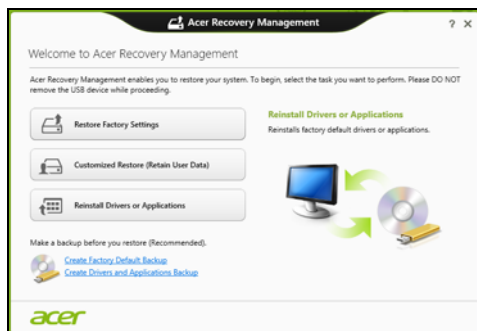 Acer Recovery Management
? ×
Welcome to Acer Recovery Management
Acer Recovery Management enables you to restore your system. To begin, select the task you want to perform. Please DO NOT
remove the USB device while proceeding.
Restore Factory Settings
Reinstall Drivers or Applications
Reinstalls factory default drivers or applications.
Customized Restore (Retain User Data)
Reinstall Drivers or Applications
Make a backup before you restore (Recommended).
Create Factory Default Backup
Create Drivers and Applications Backup
acer